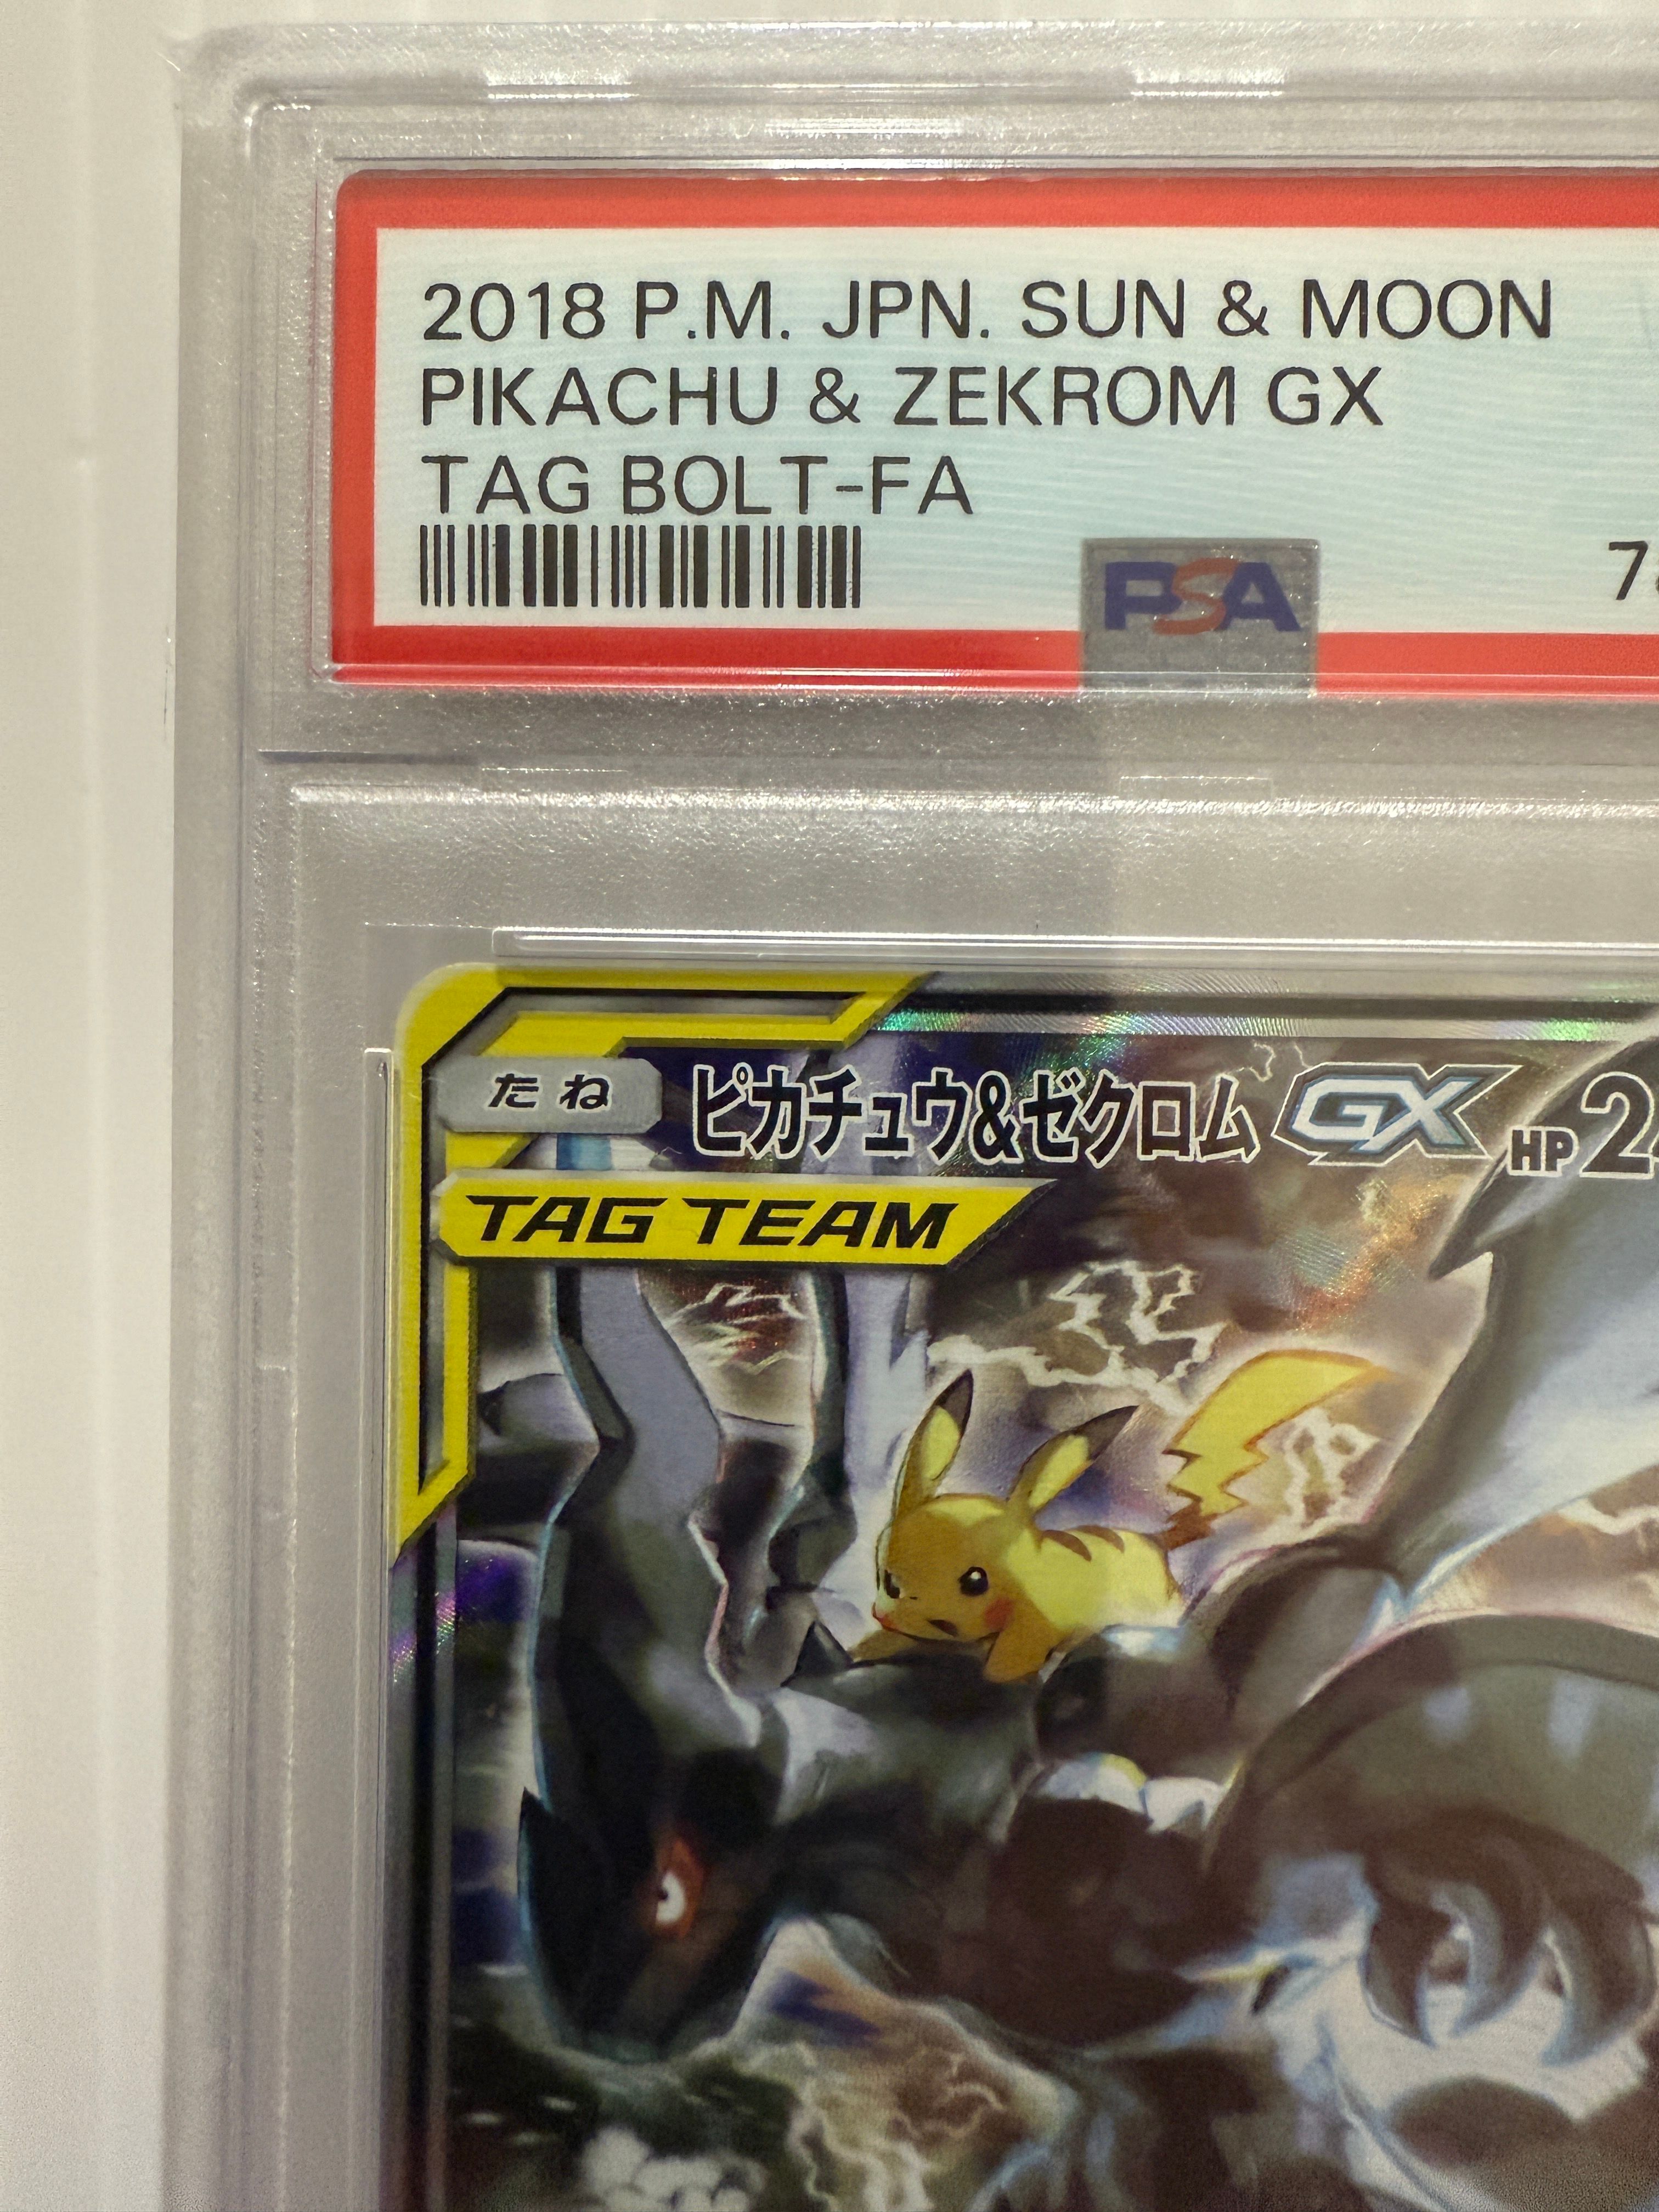 2018 P.M. JPN. SUN & MOON
PIKACHU & ZEKROM GX
TAG BOLT-FA
PSA
たね ピカチュウ&ゼクロム GX HP
TAG TEAM